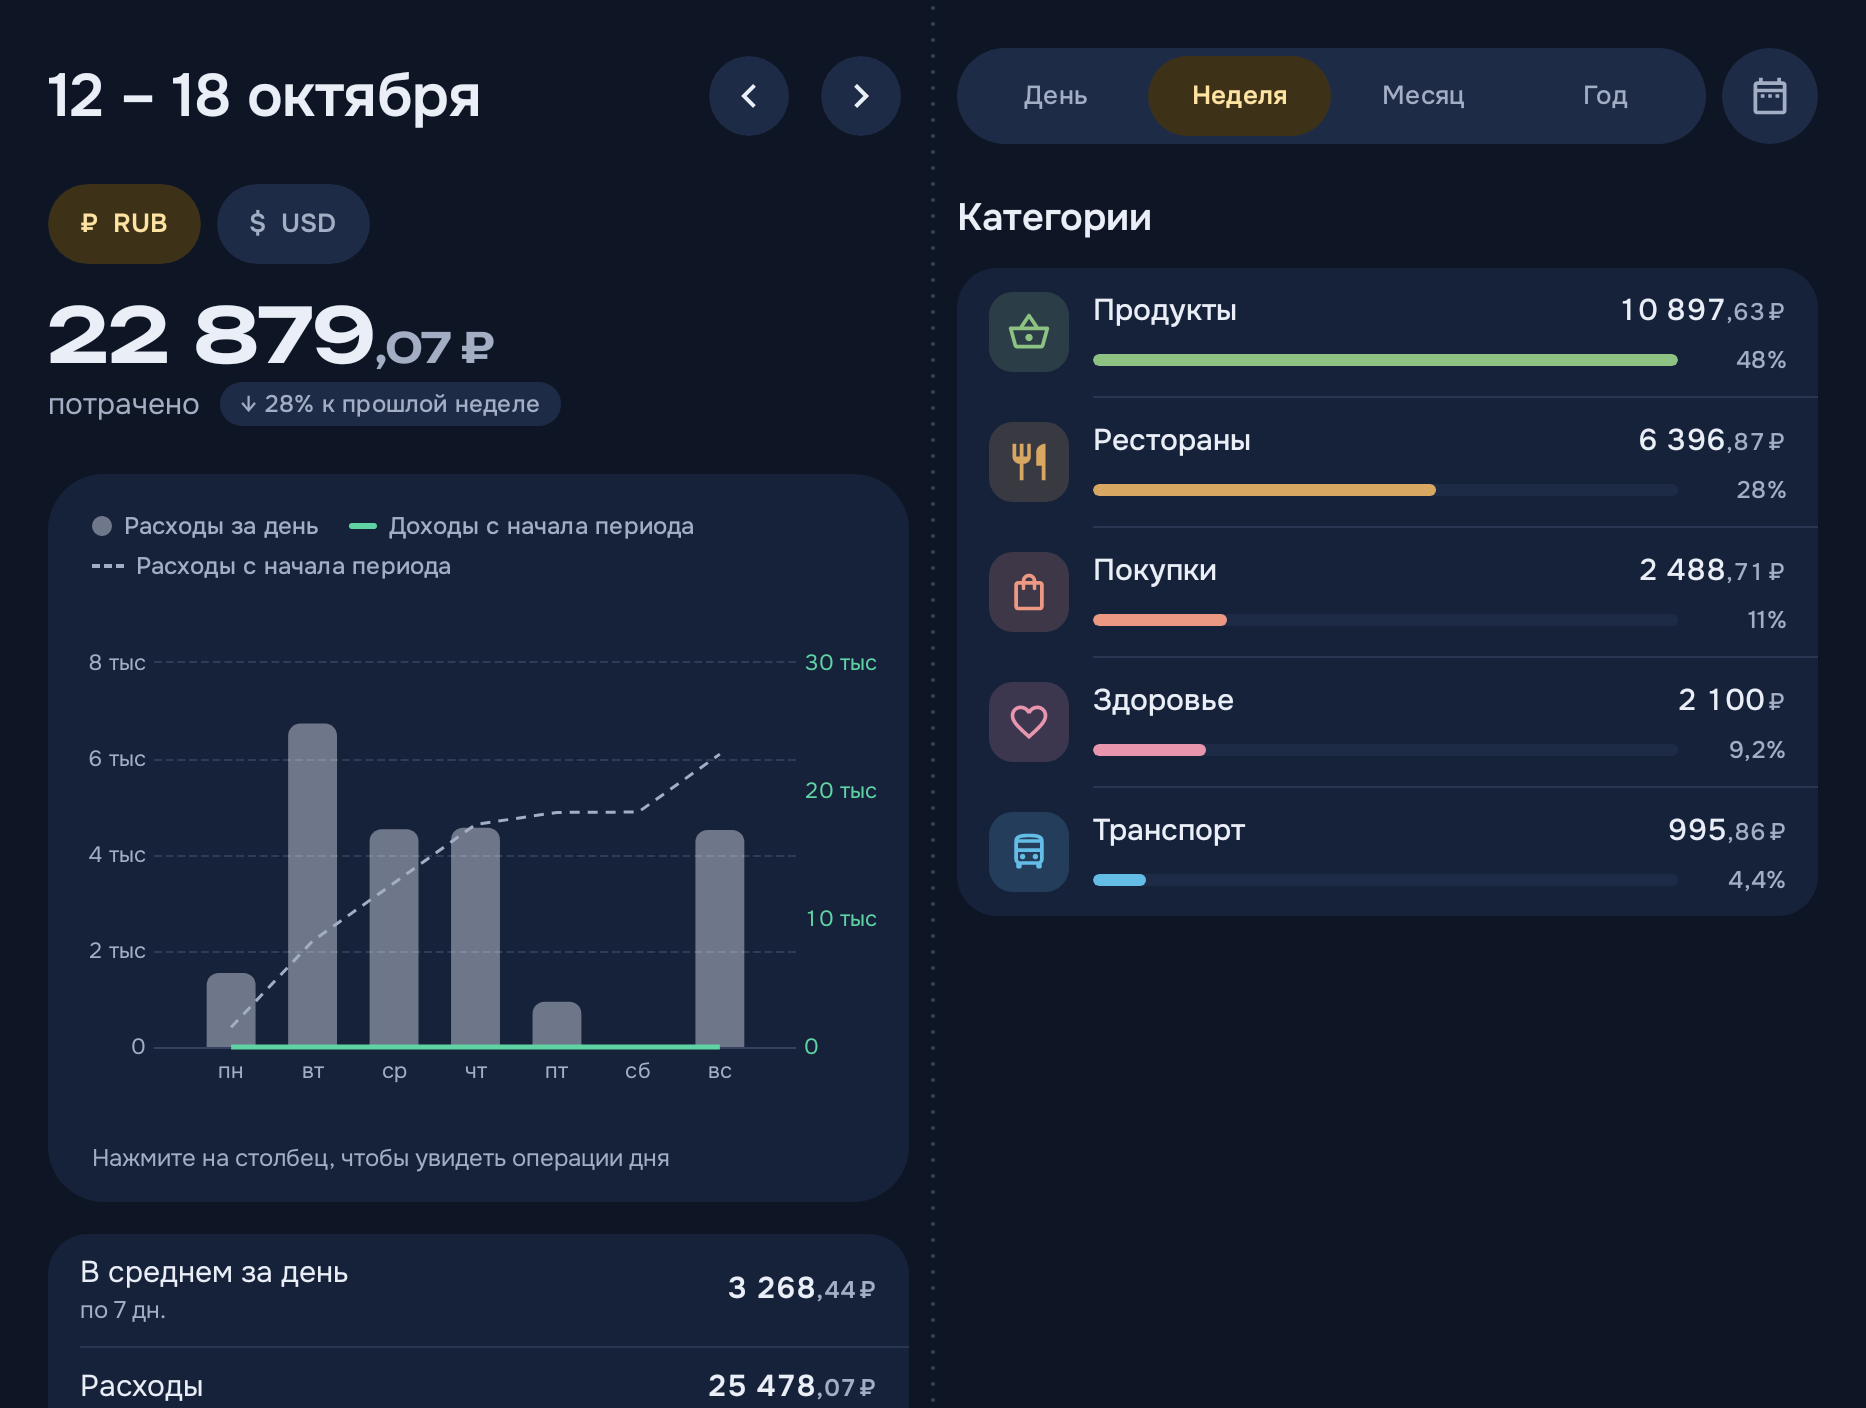 12 – 18 октября
₽ RUB
$ USD
22 879,07 ₽
потрачено
↓ 28% к прошлой неделе
Расходы за день
Доходы с начала периода
Расходы с начала периода
8 тыс
6 тыс
4 тыс
2 тыс
0
30 тыс
20 тыс
10 тыс
0
пн вт ср чт пт сб вс
Нажмите на столбец, чтобы увидеть операции дня
В среднем за день
3 268,44 ₽
по 7 дн.
Расходы
25 478,07 ₽
День Неделя Месяц Год
Категории
Продукты
10 897,63 ₽
48%
Рестораны
6 396,87 ₽
28%
Покупки
2 488,71 ₽
11%
Здоровье
2 100 ₽
9,2%
Транспорт
995,86 ₽
4,4%